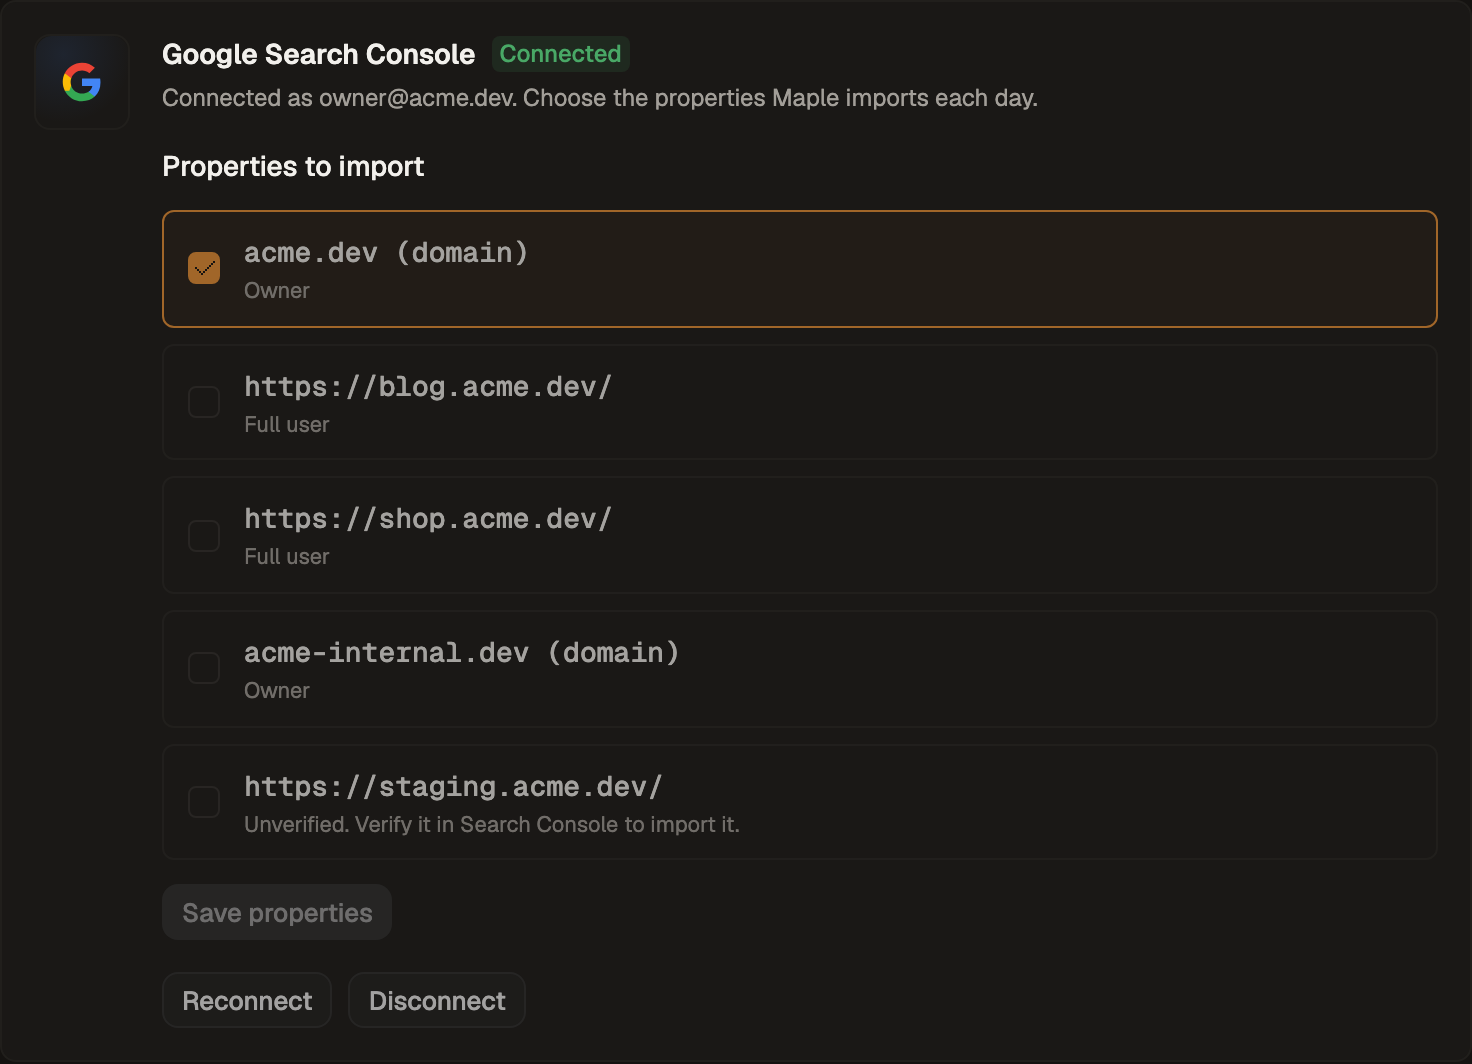 Google Search Console Connected
Connected as owner@acme.dev. Choose the properties Maple imports each day.
Properties to import
acme.dev (domain)
Owner
https://blog.acme.dev/
Full user
https://shop.acme.dev/
Full user
acme-internal.dev (domain)
Owner
https://staging.acme.dev/
Unverified. Verify it in Search Console to import it.
Save properties
Reconnect Disconnect